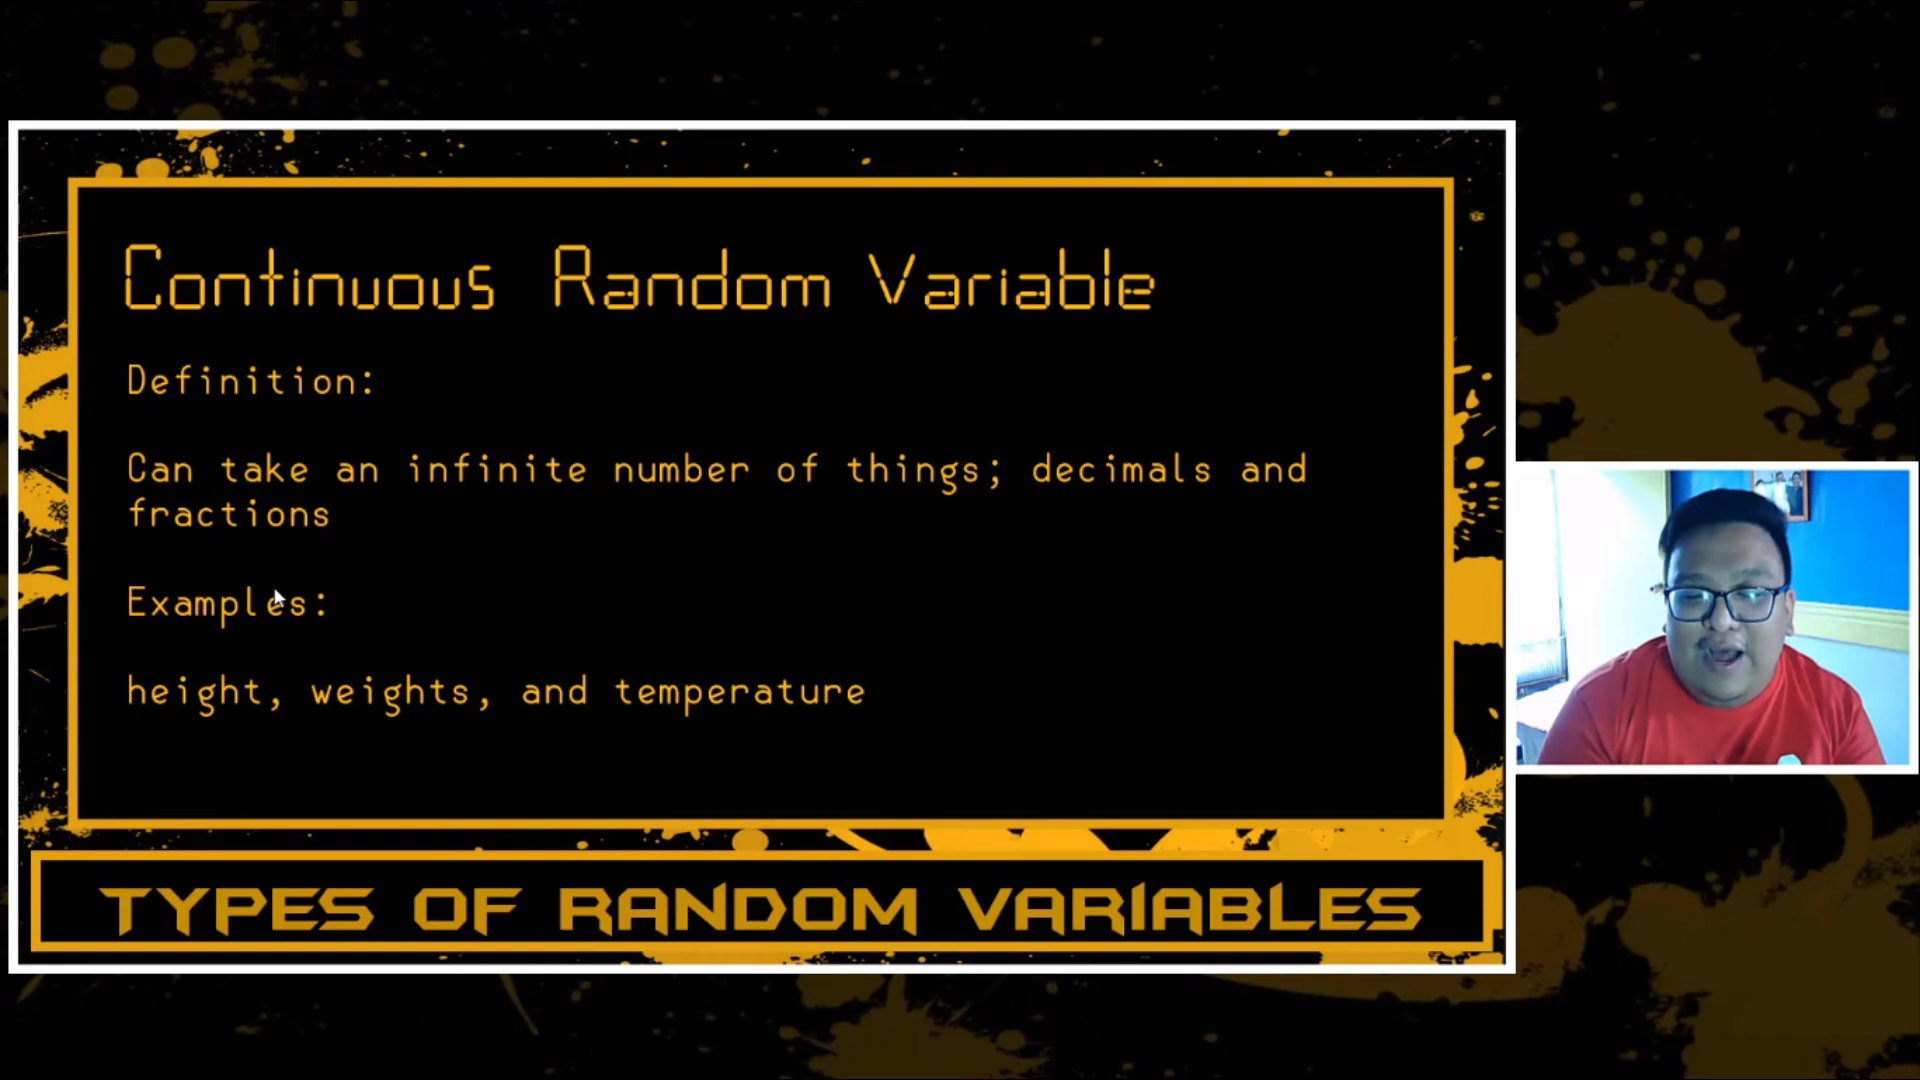 Continuous Random Variable
Definition:
Can take an infinite number of things; decimals and
fractions
Examples:
height, weights, and temperature
TYPES OF RANDOM VARIABLES